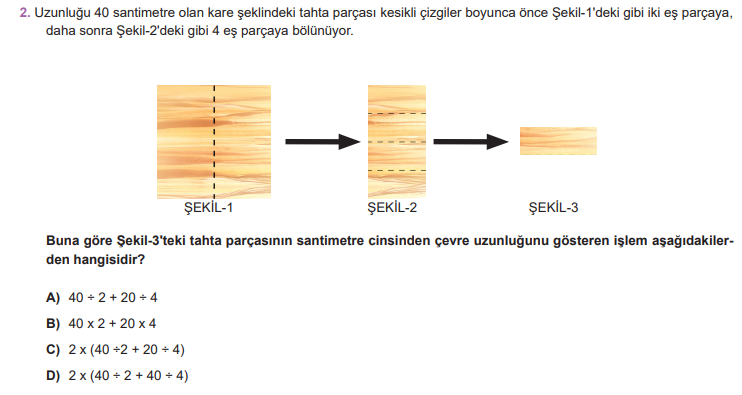 2. Uzunluğu 40 santimetre olan kare şeklindeki tahta parçası kesikli çizgiler boyunca önce Şekil-1'deki gibi iki eş parçaya,
daha sonra Şekil-2'deki gibi 4 eş parçaya bölünüyor.
ŞEKİL-1 ŞEKİL-2 ŞEKİL-3
Buna göre Şekil-3'teki tahta parçasının santimetre cinsinden çevre uzunluğunu gösteren işlem aşağıdakiler-
den hangisidir?
A) 40 ÷ 2 + 20 ÷ 4
B) 40 x 2 + 20 x 4
C) 2 x (40 ÷2 + 20 ÷ 4)
D) 2 x (40 ÷ 2 + 40 ÷ 4)